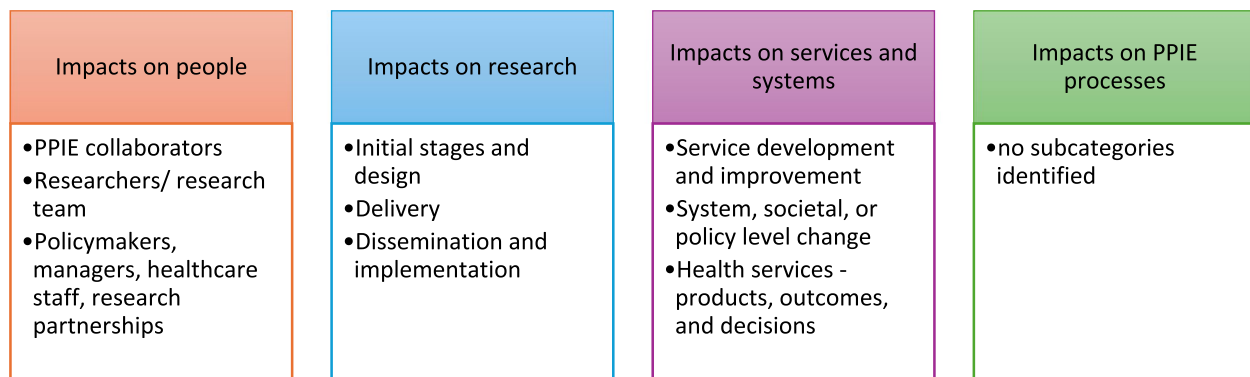 Impacts on people
•PPIE collaborators
•Researchers/ research
team
•Policymakers,
managers, healthcare
staff, research
partnerships
Impacts on research
•Initial stages and
design
•Delivery
•Dissemination and
implementation
Impacts on services and
systems
•Service development
and improvement
•System, societal, or
policy level change
•Health services -
products, outcomes,
and decisions
Impacts on PPIE
processes
•no subcategories
identified